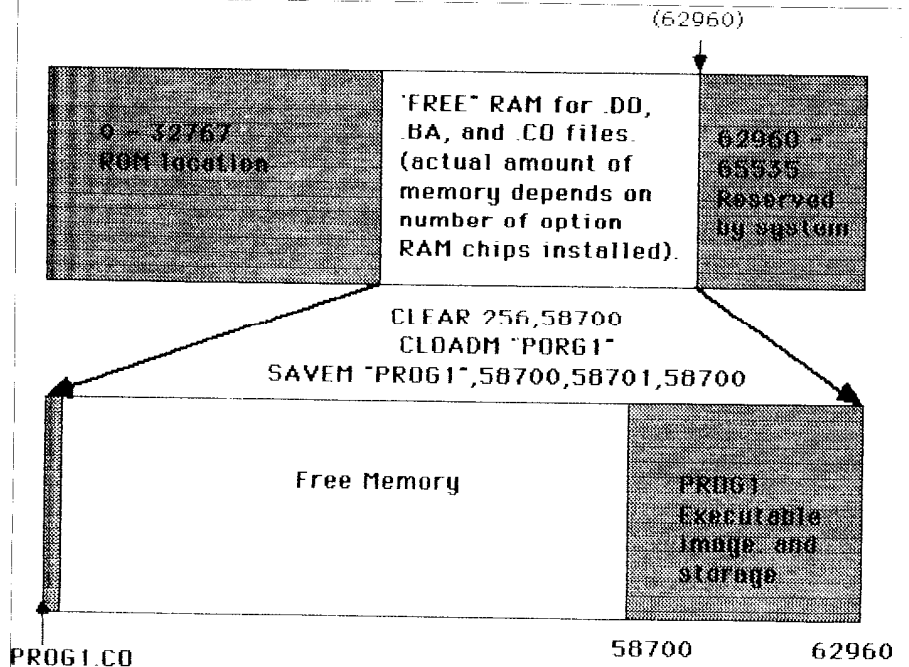 (62960)
0 - 32767
ROM location
"FREE" RAM for .DO,
.BA, and .CO files.
(actual amount of
memory depends on
number of option
RAM chips installed).
62960 -
65535
Reserved
by system
CLEAR 256,58700
CLOADM "PORG1"
SAVEM "PROG1",58700,58701,58700
Free Memory
PROG1
Executable
image, and
storage
PROG1.CO
58700
62960